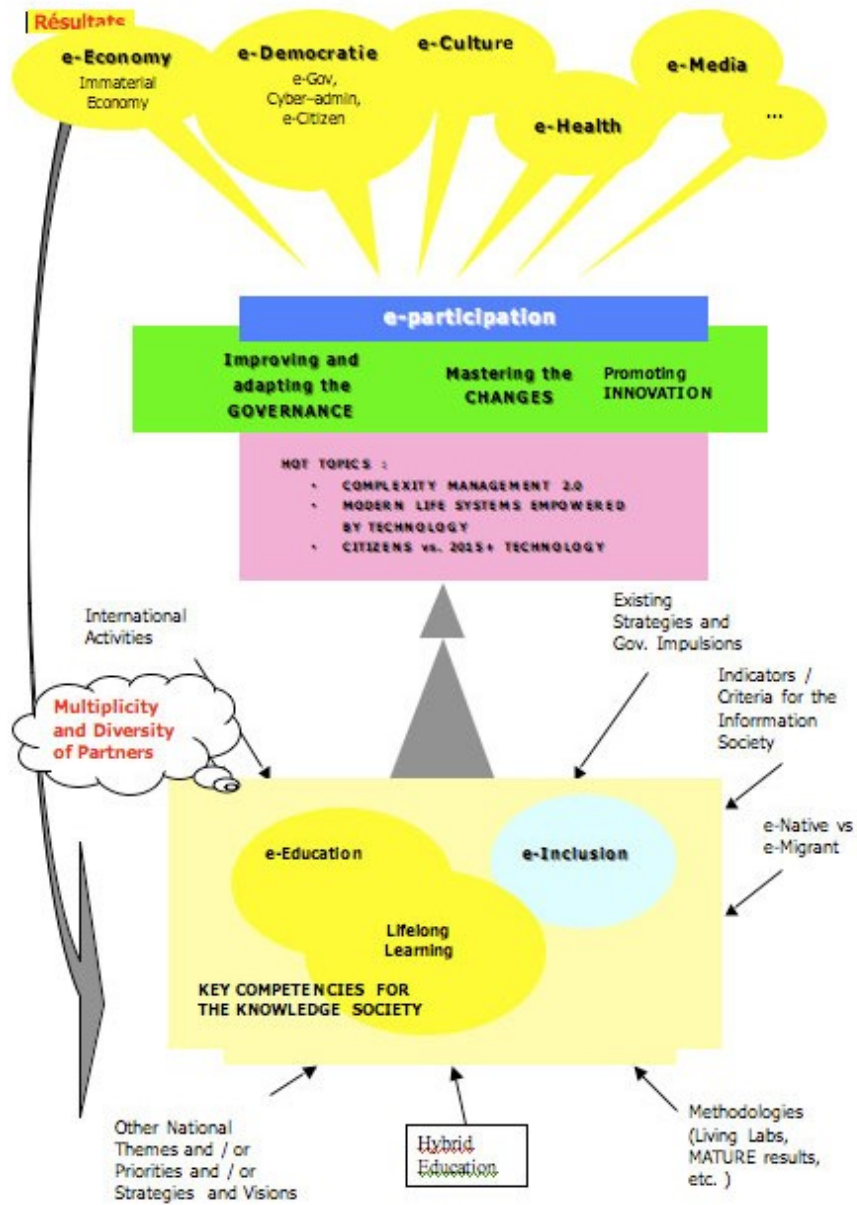 Résultats
e-Economy
Immaterial
Economy
e-Democratie
e-Gov,
Cyber-admin,
e-Citizen
e-Culture
e-Health
e-Media
...
e-participation
Improving and
adapting the
GOVERNANCE
Mastering the
CHANGES
Promoting
INNOVATION
HOT TOPICS :
• COMPLEXITY MANAGEMENT 2.0
• MODERN LIFE SYSTEMS EMPOWERED
BY TECHNOLOGY
• CITIZENS vs. 2015+ TECHNOLOGY
International
Activities
Existing
Strategies and
Gov. Impulsions
Multiplicity
and Diversity
of Partners
Indicators /
Criteria for the
Inforrmation
Society
e-Native vs
e-Migrant
e-Education
e-Inclusion
Lifelong
Learning
KEY COMPETENCIES FOR
THE KNOWLEDGE SOCIETY
Other National
Themes and / or
Priorities and / or
Strategies and Visions
Hybrid
Education
Methodologies
(Living Labs,
MATURE results,
etc. )